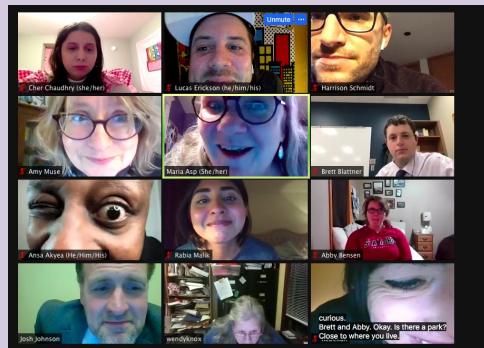 Unmute ...
Cher Chaudhry (she/her)
Lucas Erickson (he/him/his)
Harrison Schmidt
Amy Muse
Maria Asp (She/her)
Brett Blattner
Ansa Akyea (He/Him/His)
Rabia Malik
Abby Bensen
Josh Johnson
wendyknox
curious.
Brett and Abby. Okay. Is there a park?
Close to where you live.